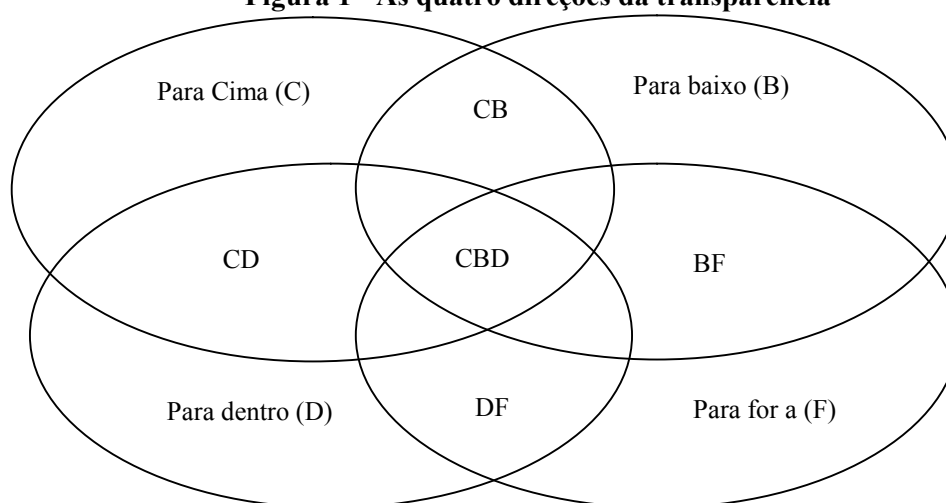 Figura 1 - As quatro direções da transparência
Para Cima (C)
CB
Para baixo (B)
CD
CBD
BF
Para dentro (D)
DF
Para for a (F)